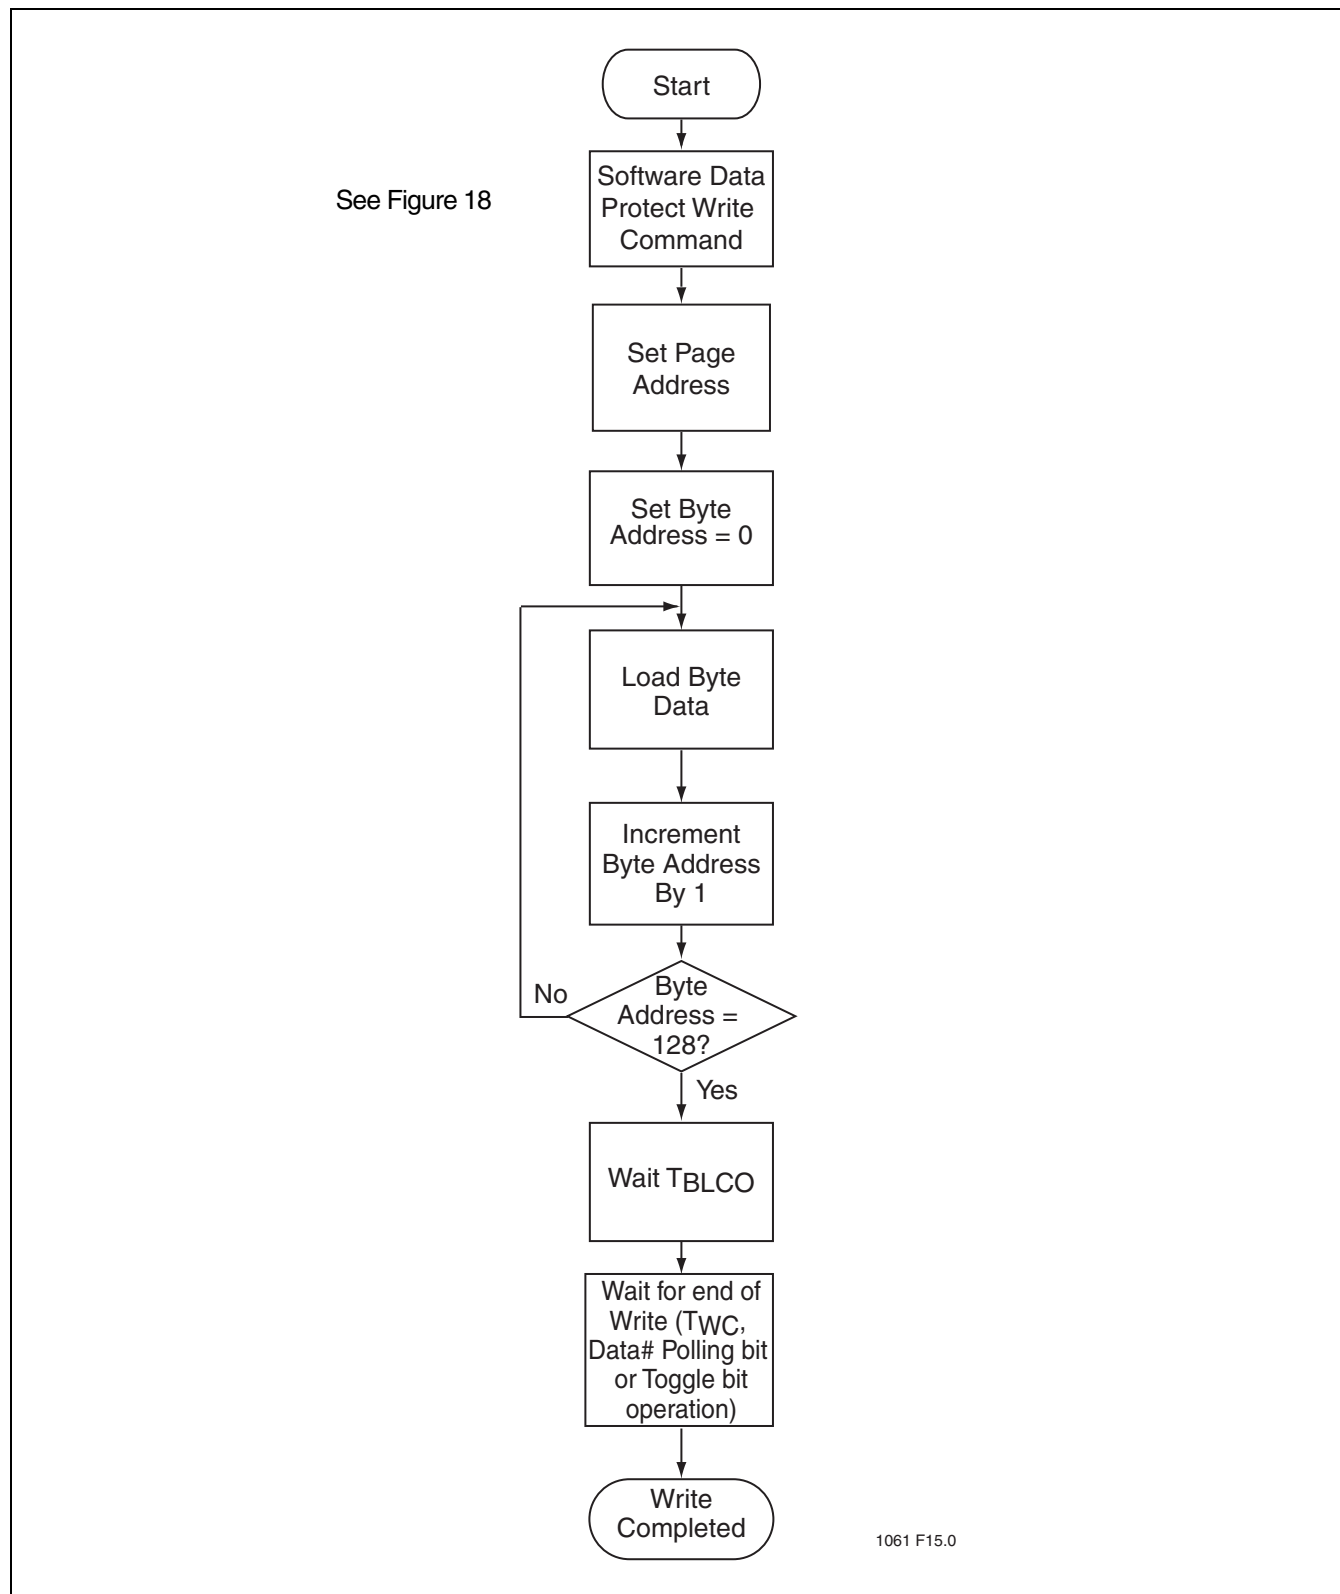 Start
See Figure 18
Software Data
Protect Write
Command
Set Page
Address
Set Byte
Address = 0
Load Byte
Data
Increment
Byte Address
By 1
Byte
Address =
128?
No
Yes
Wait TBLCO
Wait for end of
Write (TWC,
Data# Polling bit
or Toggle bit
operation)
Write
Completed
1061 F15.0